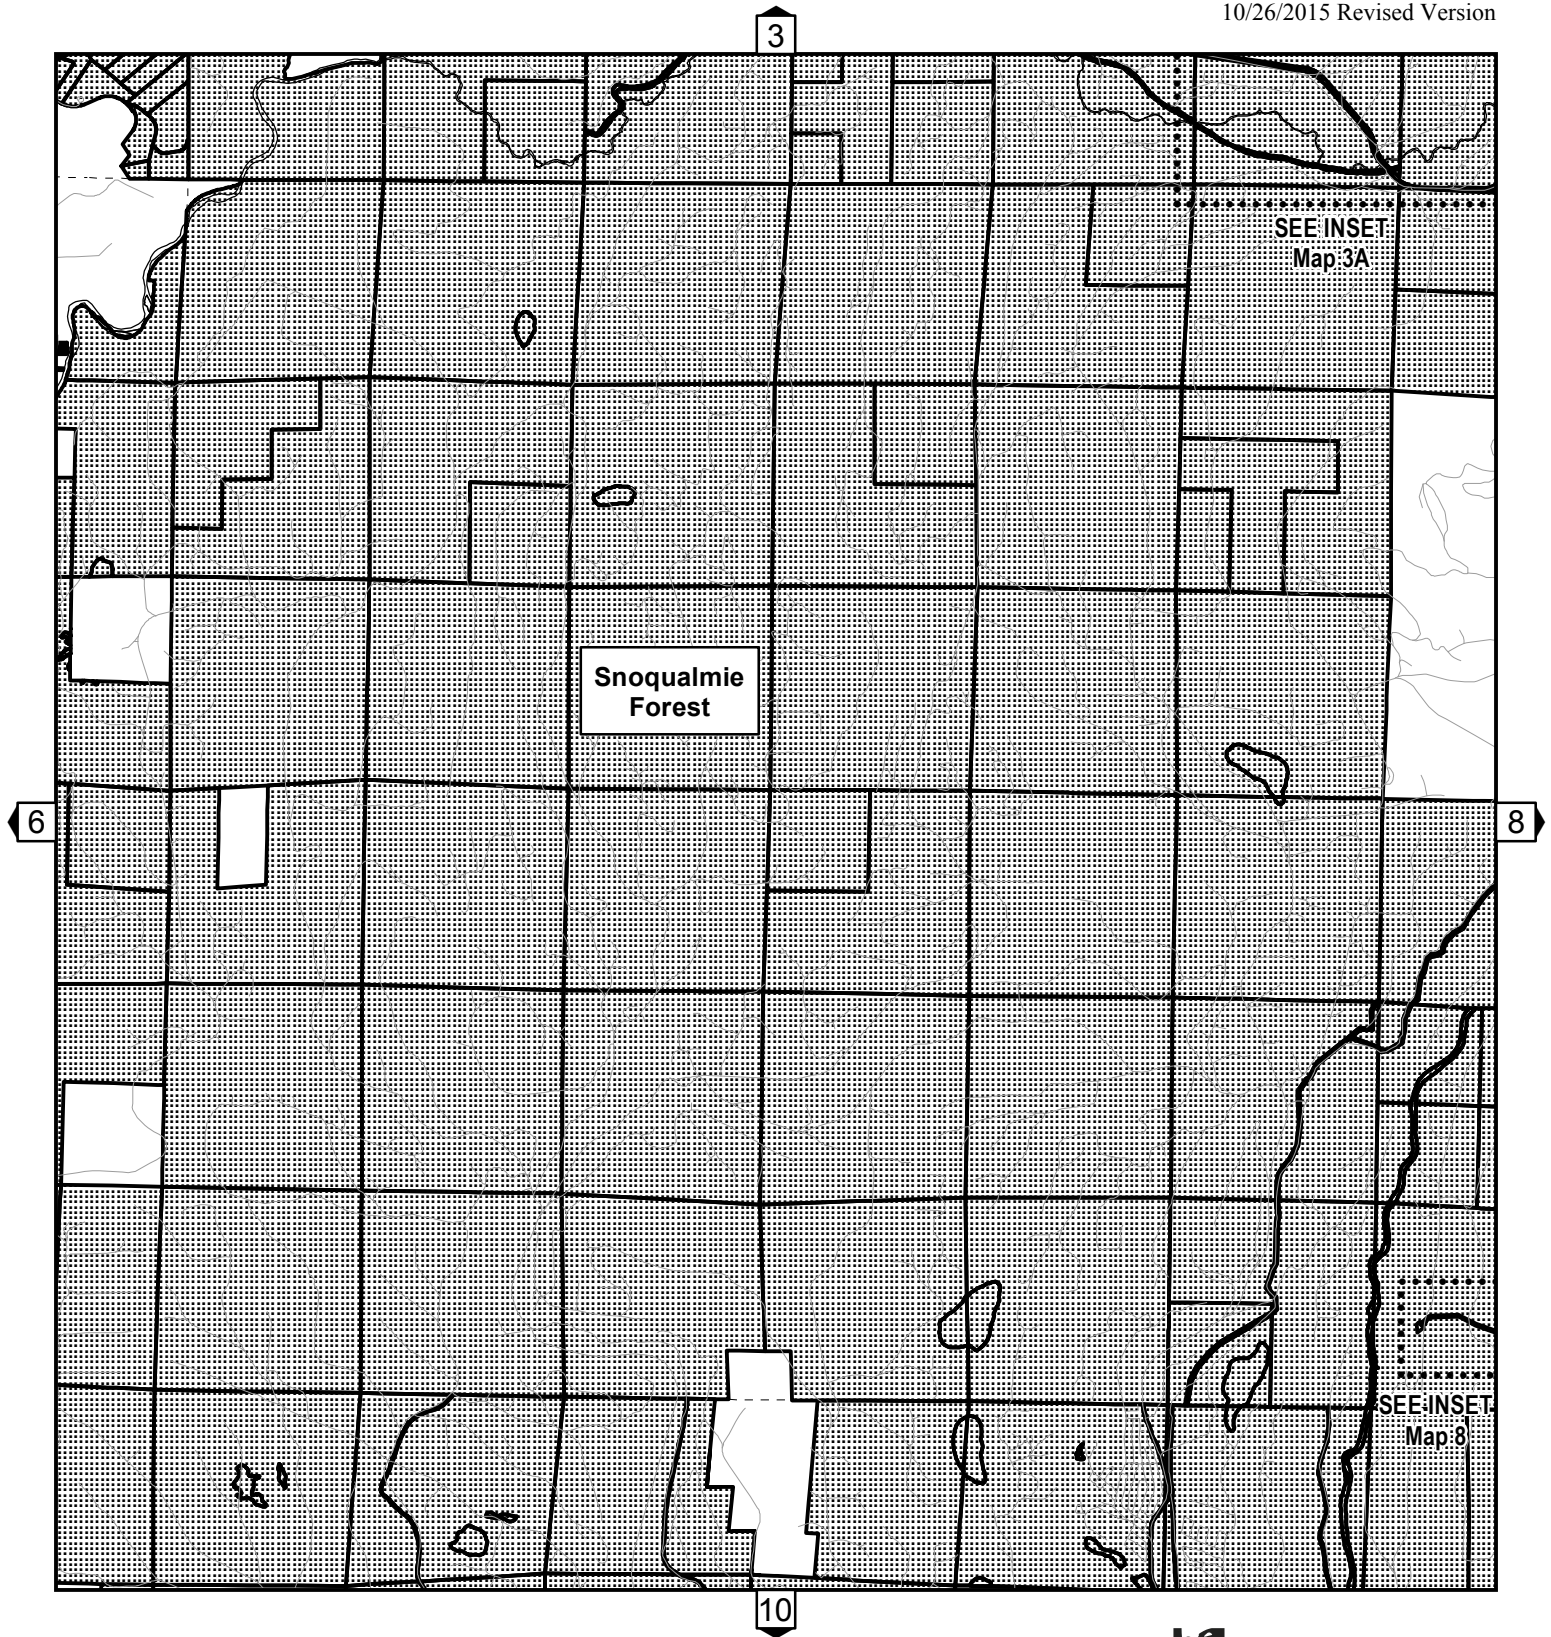 10/26/2015 Revised Version
3
SEE INSET
Map 3A
Snoqualmie
Forest
6
8
SEE INSET
Map 8
10